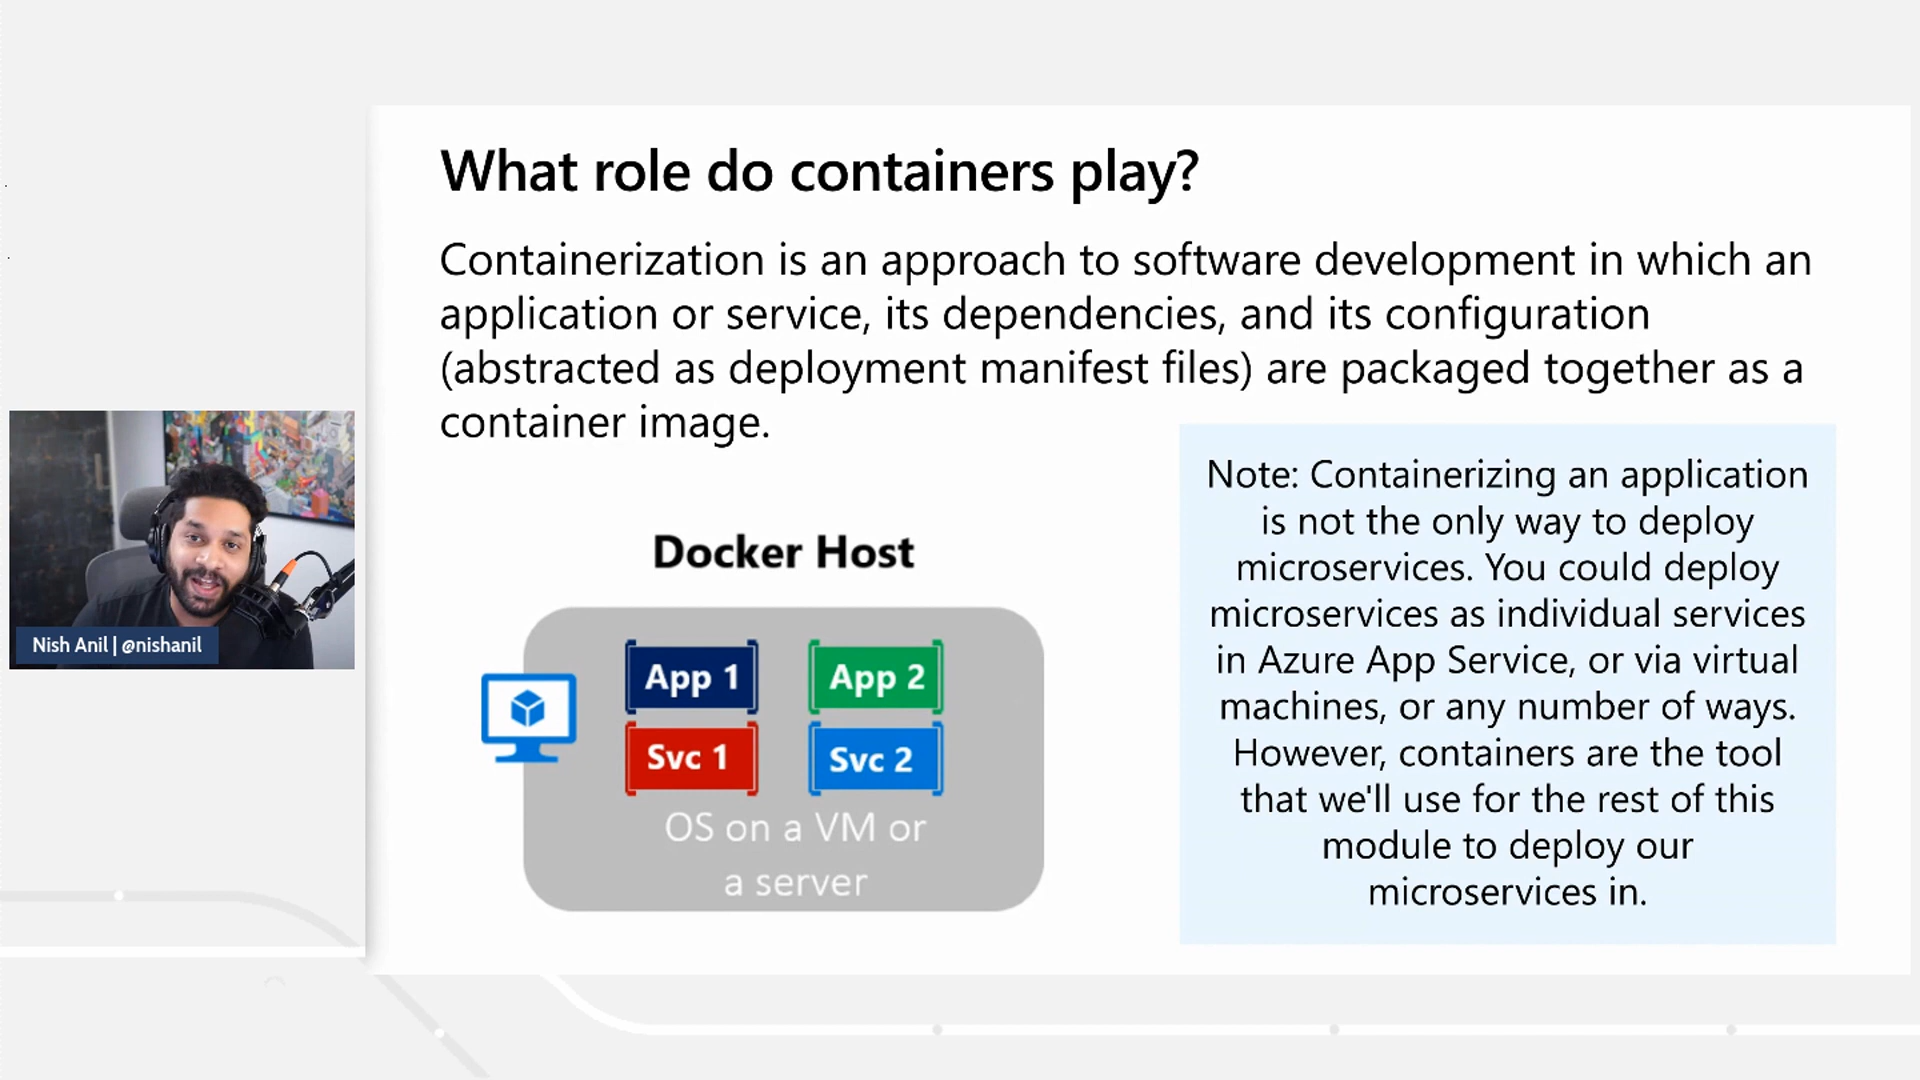 What role do containers play?
Containerization is an approach to software development in which an
application or service, its dependencies, and its configuration
(abstracted as deployment manifest files) are packaged together as a
container image.
Note: Containerizing an application
is not the only way to deploy
microservices. You could deploy
microservices as individual services
in Azure App Service, or via virtual
machines, or any number of ways.
However, containers are the tool
that we'll use for the rest of this
module to deploy our
microservices in.
Docker Host
App 1
App 2
Svc 1
Svc 2
OS on a VM or
a server
Nish Anil | @nishanil